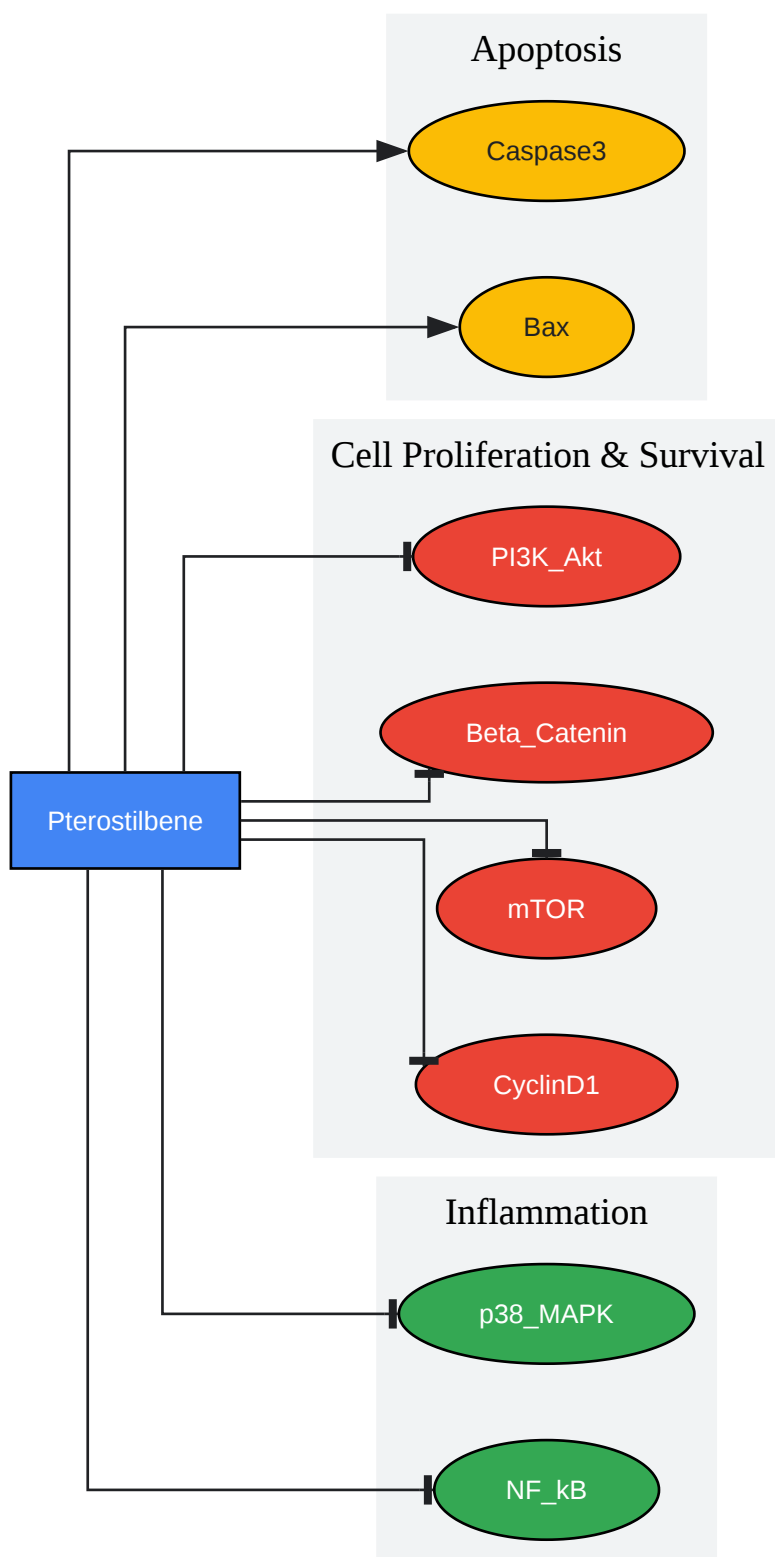 Apoptosis
Caspase3
Bax
Cell Proliferation & Survival
PI3K_Akt
Beta_Catenin
Pterostilbene
mTOR
CyclinD1
Inflammation
p38_MAPK
NF_kB